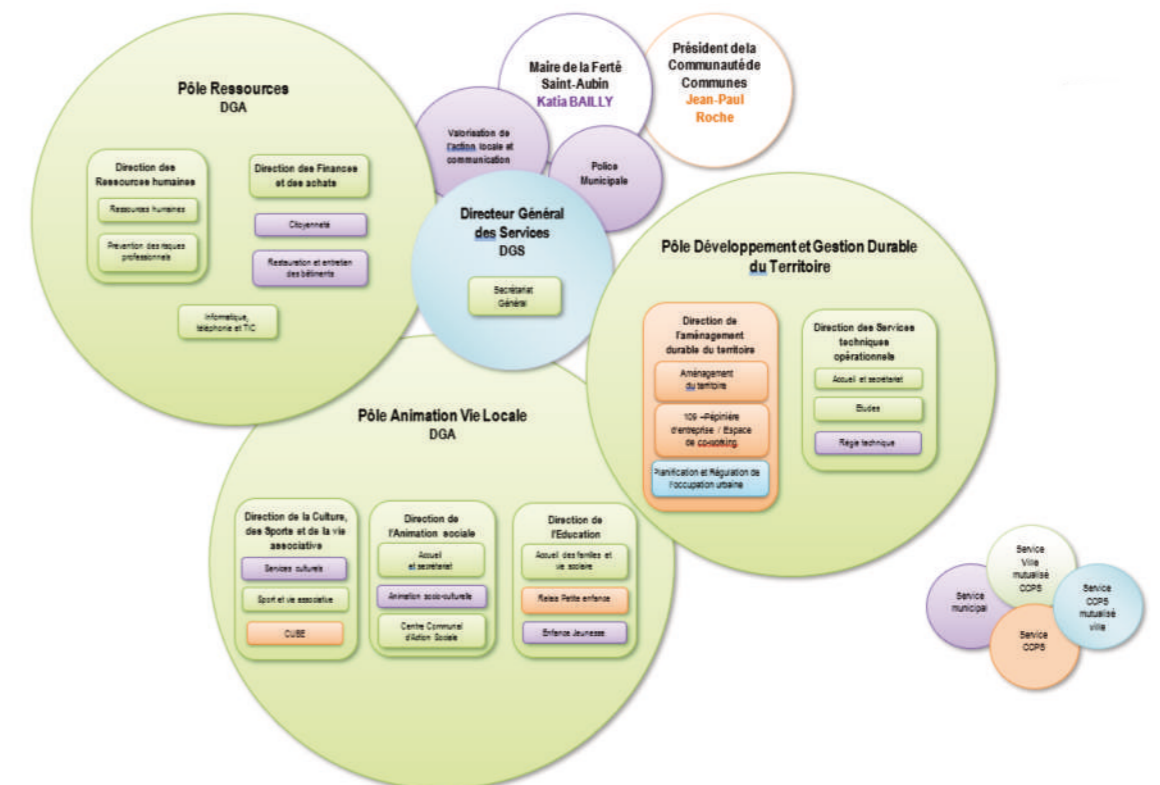 Pôle Ressources
DGA
Direction des
Ressources humaines
Ressources humaines
Prévention des risques
professionnels
Direction des Finances
et des achats
Citoyenneté
Restauration et entretien
des bâtiments
Informatique,
téléphonie et TIC
Maire de la Ferté
Saint-Aubin
Katia BAILLY
Président de la
Communauté de
Communes
Jean-Paul
Roche
Valorisation de
l'action locale et
communication
Police
Municipale
Directeur Général
des Services
DGS
Secrétariat
Général
Pôle Développement et Gestion Durable
du Territoire
Direction de
l'aménagement
durable du territoire
Aménagement
du territoire
109 –Pépinière
d'entreprise / Espace
de co-working
Planification et Régulation de
l'occupation urbaine
Direction des Services
techniques
opérationnels
Accueil et secrétariat
Etudes
Régie technique
Pôle Animation Vie Locale
DGA
Direction de la Culture,
des Sports et de la vie
associative
Services culturels
Sport et vie associative
CUBE
Direction de
l'Animation sociale
Accueil
et secrétariat
Animation socio-culturelle
Centre Communal
d'Action Sociale
Direction de
l'Education
Accueil des familles et
vie scolaire
Relais Petite enfance
Enfance Jeunesse
Service
Ville
mutualisé
CCPS
Service
municipal
Service
CCPS
mutualisé
ville
Service
CCPS